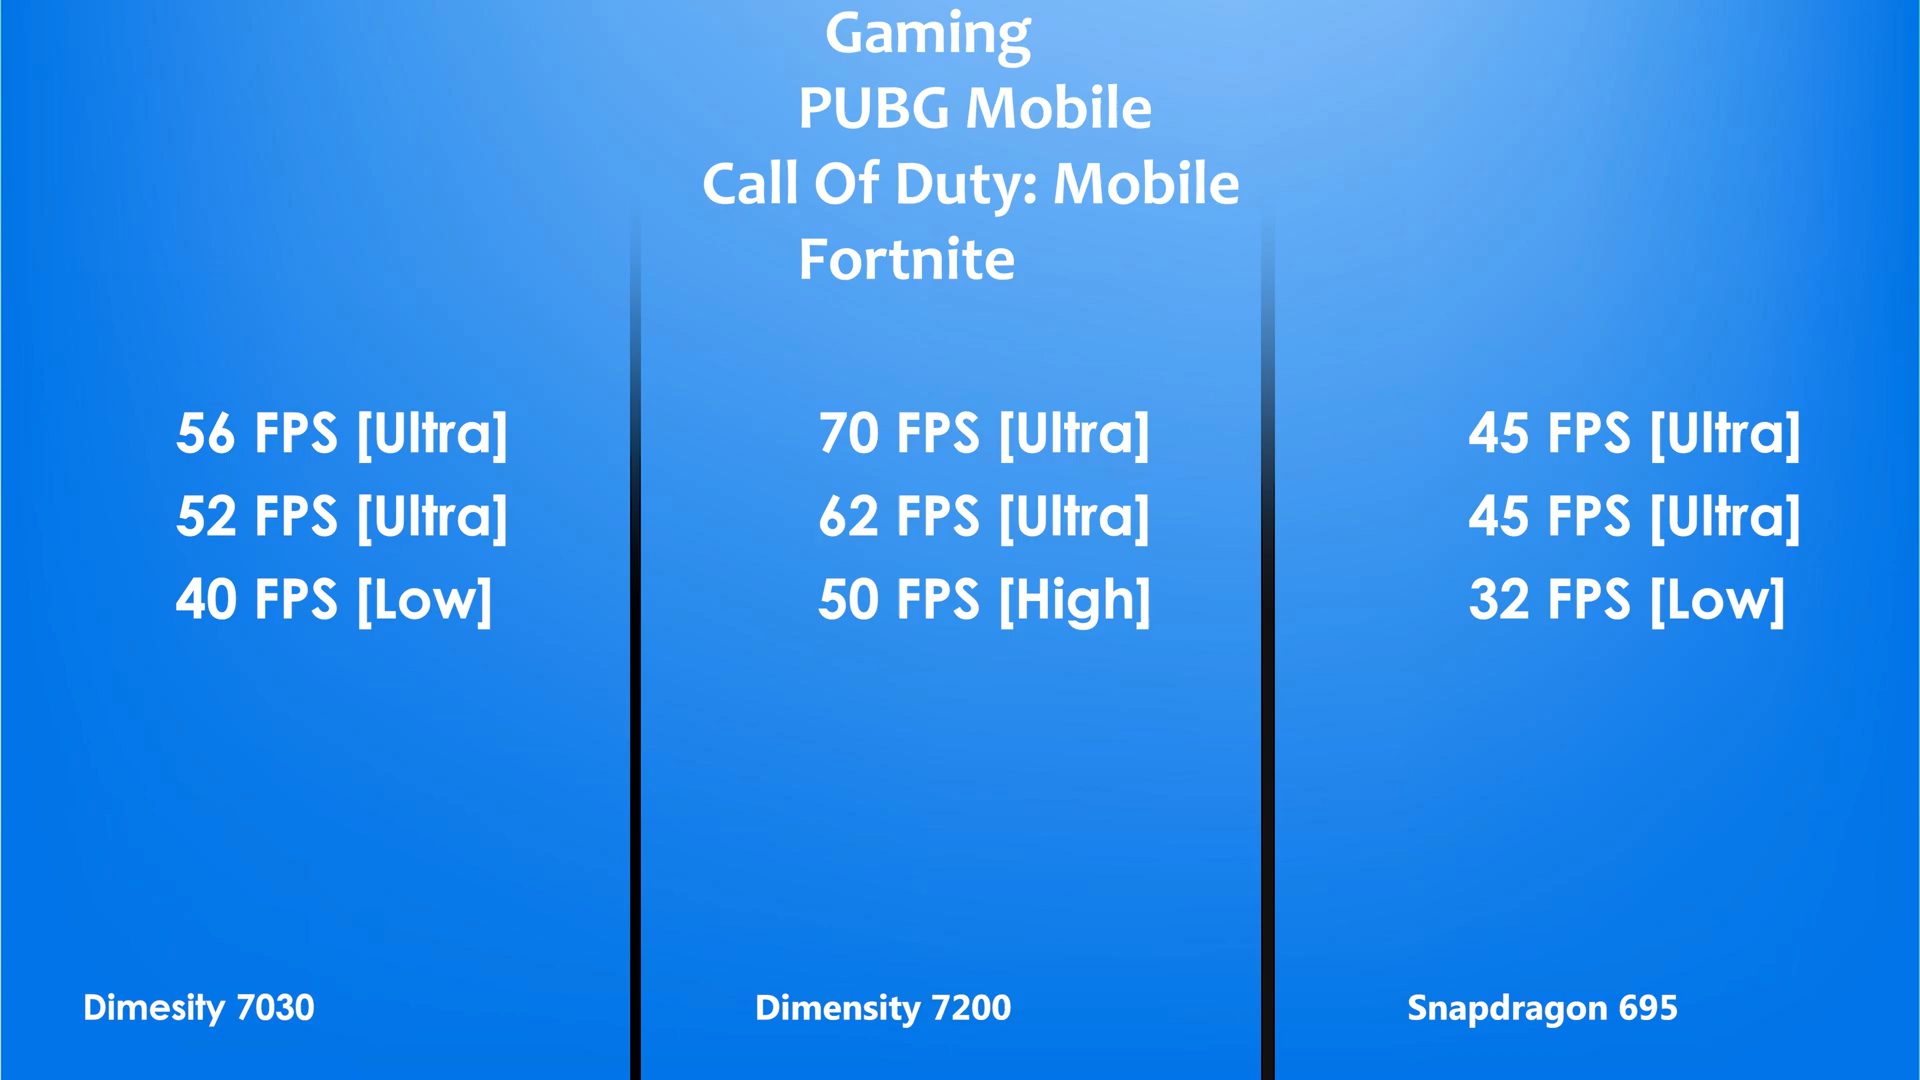 Gaming
PUBG Mobile
Call Of Duty: Mobile
Fortnite
56 FPS [Ultra]
52 FPS [Ultra]
40 FPS [Low]
Dimesity 7030
70 FPS [Ultra]
62 FPS [Ultra]
50 FPS [High]
Dimensity 7200
45 FPS [Ultra]
45 FPS [Ultra]
32 FPS [Low]
Snapdragon 695